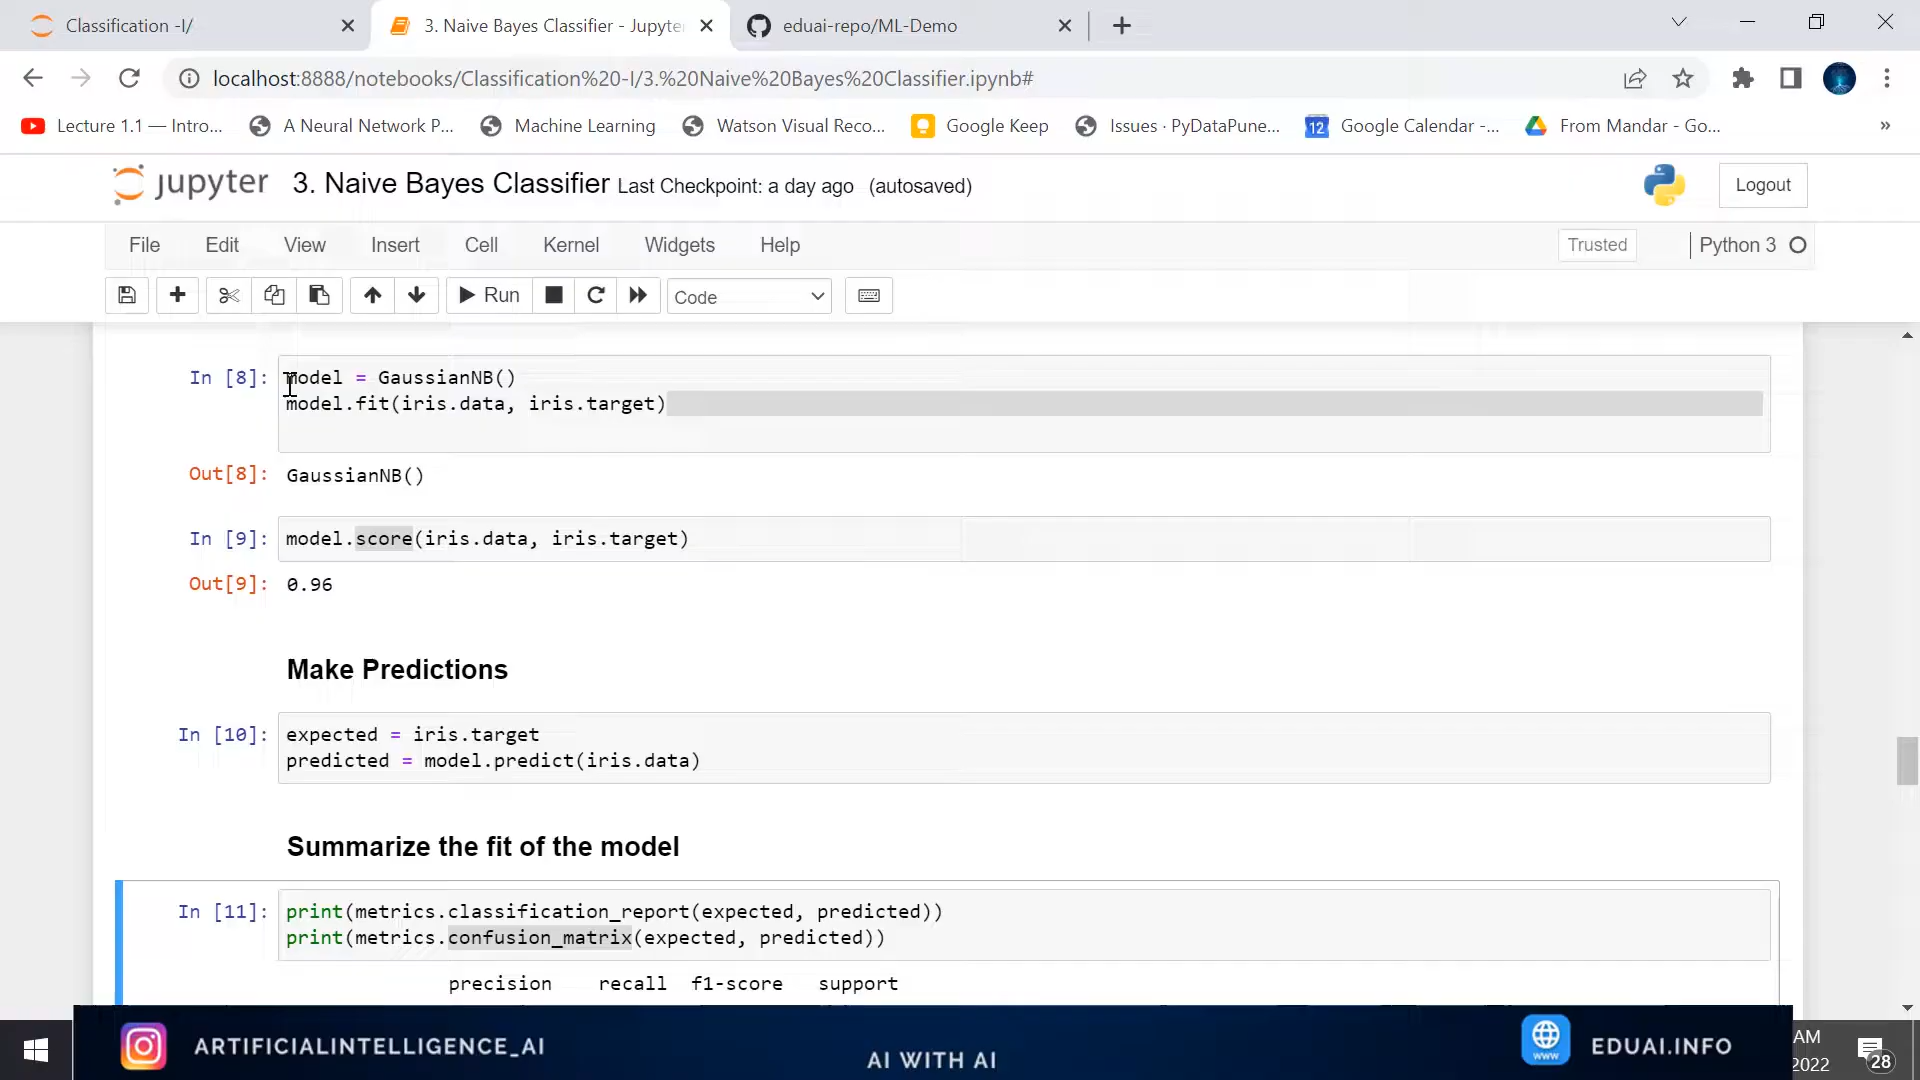 Classification -I/
3. Naive Bayes Classifier - Jupyte
eduai-repo/ML-Demo
localhost:8888/notebooks/Classification%20-I/3.%20Naive%20Bayes%20Classifier.ipynb#
Lecture 1.1 — Intro...
A Neural Network P...
Machine Learning
Watson Visual Reco...
Google Keep
Issues · PyDataPune...
12
Google Calendar -...
From Mandar - Go...
»
jupyter 3. Naive Bayes Classifier Last Checkpoint: a day ago (autosaved)
Logout
File Edit View Insert Cell Kernel Widgets Help
Trusted
Python 3
Run
Code
In [8]: model = GaussianNB()
model.fit(iris.data, iris.target)
Out[8]: GaussianNB()
In [9]: model.score(iris.data, iris.target)
Out[9]: 0.96
Make Predictions
In [10]: expected = iris.target
predicted = model.predict(iris.data)
Summarize the fit of the model
In [11]: print(metrics.classification_report(expected, predicted))
print(metrics.confusion_matrix(expected, predicted))
precision recall f1-score support
ARTIFICIALINTELLIGENCE_AI
AI WITH AI
www
EDUAI.INFO
AM
2022
28